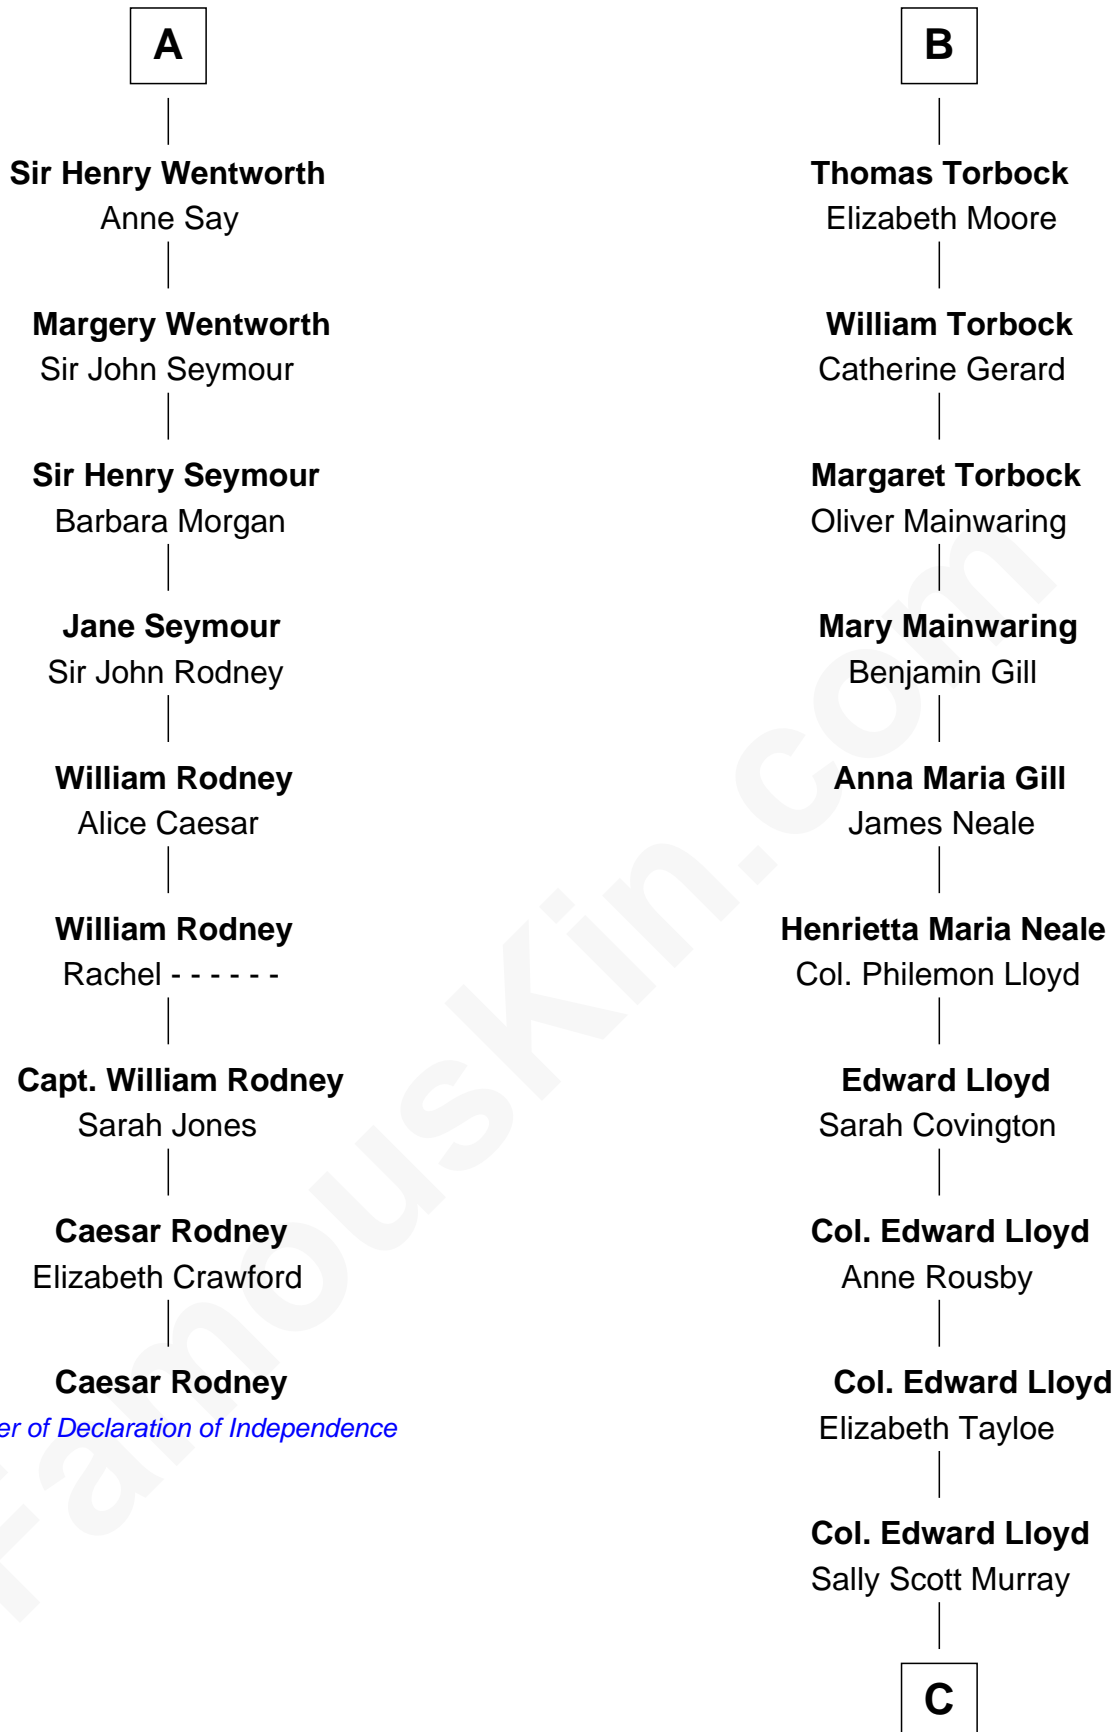 A
Sir Henry Wentworth
Anne Say
Margery Wentworth
Sir John Seymour
Sir Henry Seymour
Barbara Morgan
Jane Seymour
Sir John Rodney
William Rodney
Alice Caesar
William Rodney
Rachel - - - - - -
Capt. William Rodney
Sarah Jones
Caesar Rodney
Elizabeth Crawford
Caesar Rodney
er of Declaration of Independence
B
Thomas Torbock
Elizabeth Moore
William Torbock
Catherine Gerard
Margaret Torbock
Oliver Mainwaring
Mary Mainwaring
Benjamin Gill
Anna Maria Gill
James Neale
Henrietta Maria Neale
Col. Philemon Lloyd
Edward Lloyd
Sarah Covington
Col. Edward Lloyd
Anne Rousby
Col. Edward Lloyd
Elizabeth Tayloe
Col. Edward Lloyd
Sally Scott Murray
C
FamousKin.com